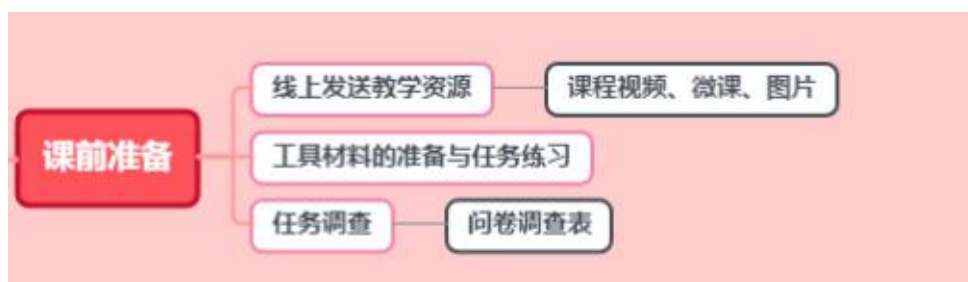 课前准备
线上发送教学资源
课程视频、微课、图片
工具材料的准备与任务练习
任务调查
问卷调查表